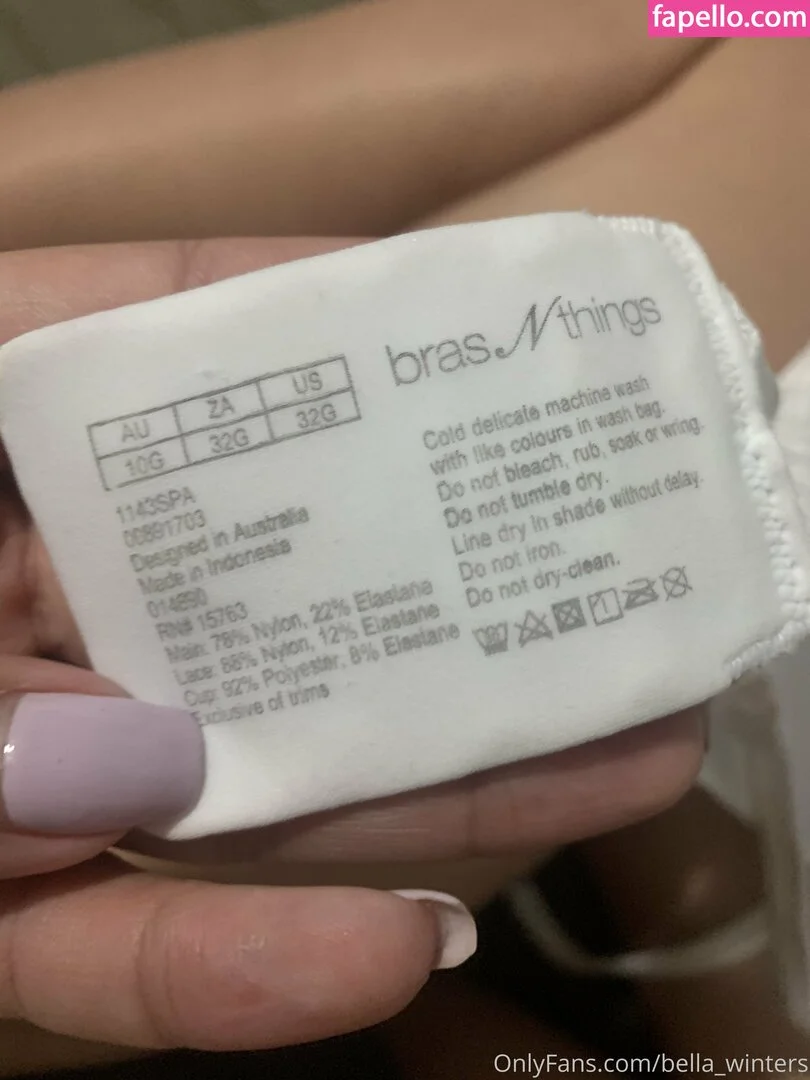 fapello.com
bras N things
AU ZA US
10G 32G 32G
1143SPA
00891703
Designed in Australia
Made in Indonesia
RN# 15763
Main: 78% Nylon, 22% Elastane
Lace: 88% Nylon, 12% Elastane
Cup: 92% Polyester, 8% Elastane
Exclusive of trims
Cold delicate machine wash
with like colours in wash bag.
Do not bleach, rub, soak or wring.
Do not tumble dry.
Line dry in shade without delay.
Do not iron.
Do not dry-clean.
OnlyFans.com/bella_winters